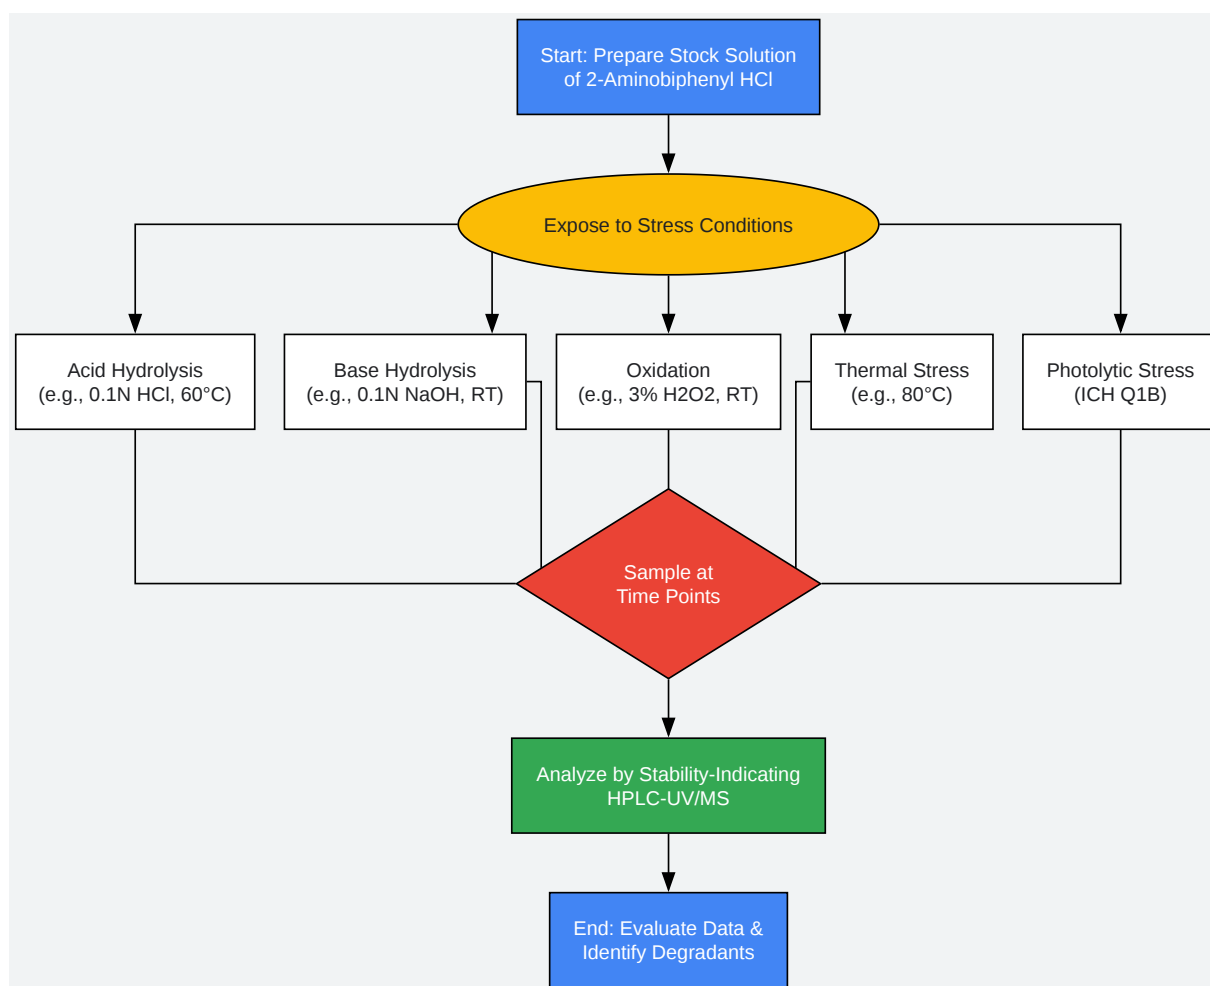 Start: Prepare Stock Solution
of 2-Aminobiphenyl HCl
Expose to Stress Conditions
Acid Hydrolysis
(e.g., 0.1N HCl, 60°C)
Base Hydrolysis
(e.g., 0.1N NaOH, RT)
Oxidation
(e.g., 3% H2O2, RT)
Thermal Stress
(e.g., 80°C)
Photolytic Stress
(ICH Q1B)
Sample at
Time Points
Analyze by Stability-Indicating
HPLC-UV/MS
End: Evaluate Data &
Identify Degradants